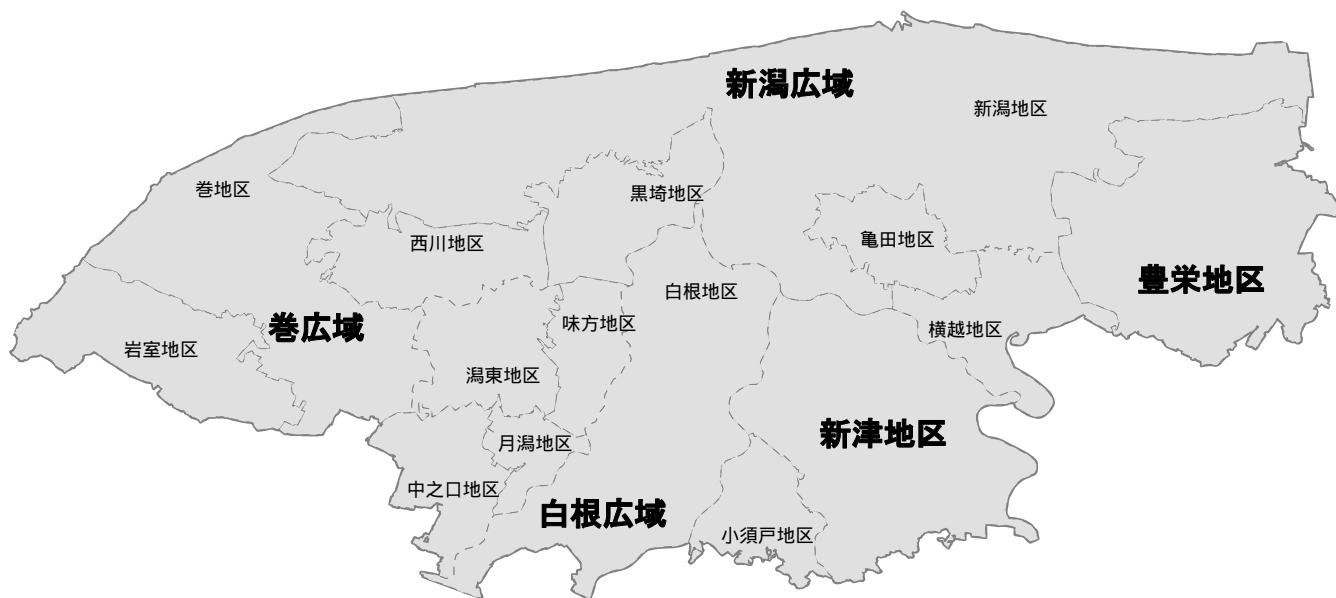 新潟広域
新潟地区
巻地区
黒埼地区
西川地区
亀田地区
豊栄地区
白根地区
味方地区
巻広域
横越地区
岩室地区
潟東地区
新津地区
月潟地区
中之口地区
白根広域
小須戸地区